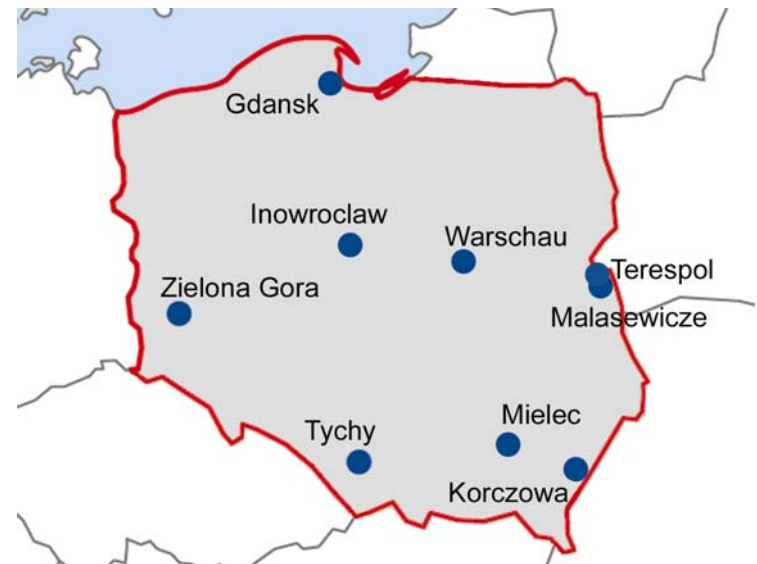 Gdansk
Inowroclaw
Warschau
Terespol
Zielona Gora
Malasewicze
Mielec
Tychy
Korczowa